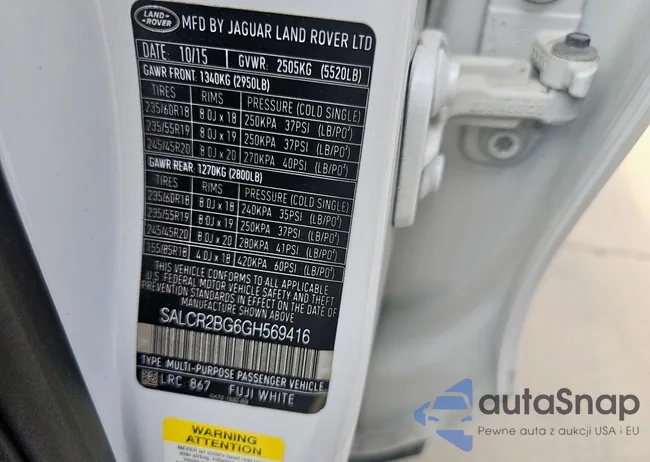 LAND ROVER MFD BY JAGUAR LAND ROVER LTD
DATE: 10/15 GVWR: 2505KG (5520LB)
GAWR FRONT: 1340KG (2950LB)
TIRES RIMS PRESSURE (COLD SINGLE)
235/60R18 8.0J x 18 250KPA 37PSI (LB/PO²)
235/55R19 8.0J x 19 250KPA 37PSI (LB/PO²)
245/45R20 8.0J x 20 270KPA 40PSI (LB/PO²)
GAWR REAR: 1270KG (2800LB)
TIRES RIMS PRESSURE (COLD SINGLE)
235/60R18 8.0J x 18 240KPA 35PSI (LB/PO²)
235/55R19 8.0J x 19 250KPA 37PSI (LB/PO²)
245/45R20 8.0J x 20 280KPA 41PSI (LB/PO²)
155/85R18 4.0J x 18 420KPA 60PSI (LB/PO²)
THIS VEHICLE CONFORMS TO ALL APPLICABLE
U.S. FEDERAL MOTOR VEHICLE SAFETY AND THEFT
PREVENTION STANDARDS IN EFFECT ON THE DATE OF
MANUFACTURE SHOWN ABOVE
SALCR2BG6GH569416
TYPE: MULTI-PURPOSE PASSENGER VEHICLE
LRC: 867 FUJI WHITE
WARNING
ATTENTION
autoSnap
Pewne auta z aukcji USA i EU